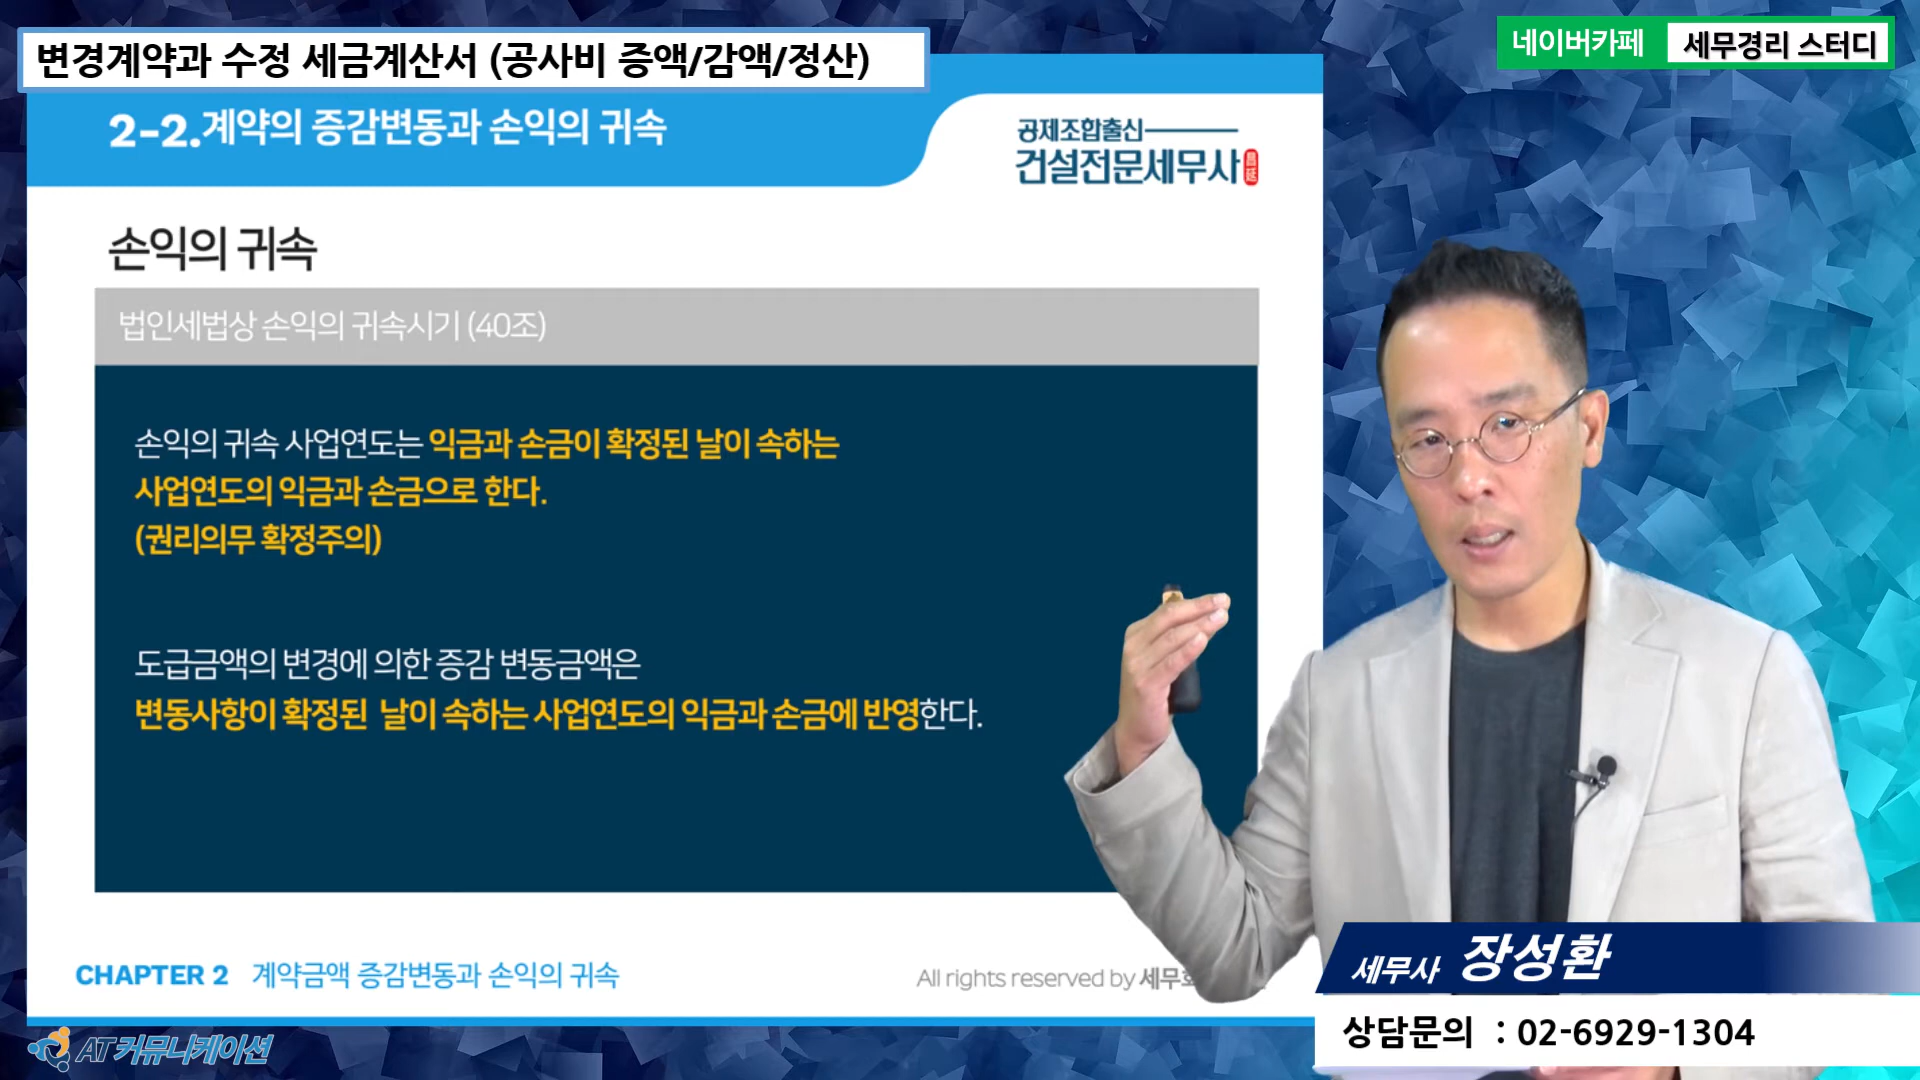 변경계약과 수정 세금계산서 (공사비 증액/감액/정산)
네이버카페 세무경리 스터디
2-2.계약의 증감변동과 손익의 귀속
공제조합출신
건설전문세무사
손익의 귀속
법인세법상 손익의 귀속시기 (40조)
손익의 귀속 사업연도는 익금과 손금이 확정된 날이 속하는
사업연도의 익금과 손금으로 한다.
(권리의무 확정주의)
도급금액의 변경에 의한 증감 변동금액은
변동사항이 확정된 날이 속하는 사업연도의 익금과 손금에 반영한다.
CHAPTER 2 계약금액 증감변동과 손익의 귀속
All rights reserved by
세무사 장성환
상담문의 : 02-6929-1304
AT커뮤니케이션